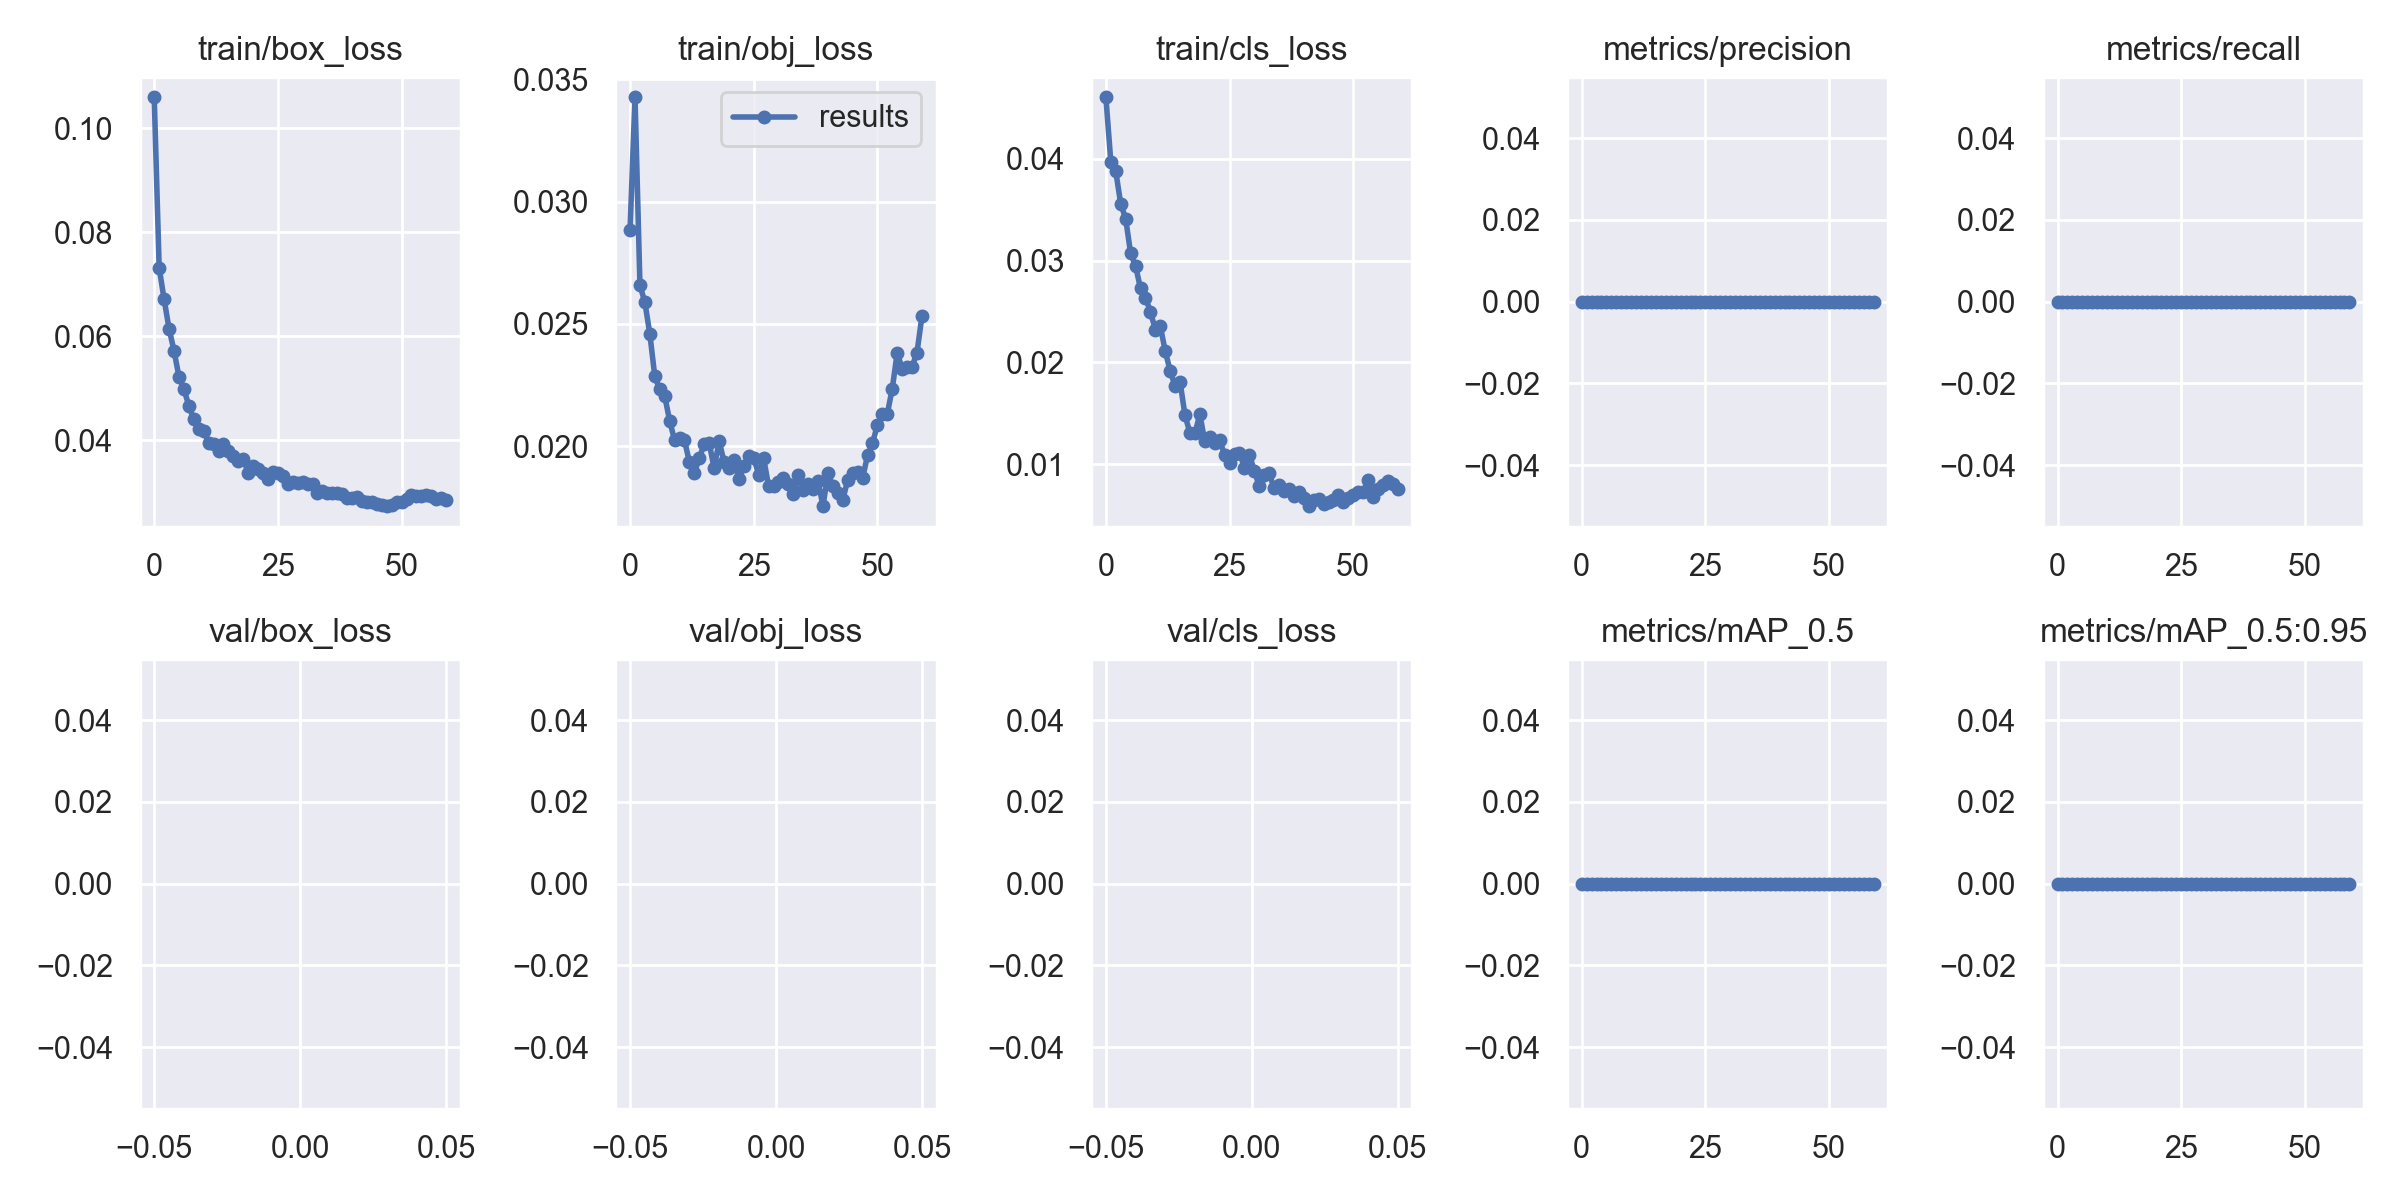 train/box_loss
0.10
0.08
0.06
0.04
0 25 50
train/obj_loss
results
0.035
0.030
0.025
0.020
0 25 50
train/cls_loss
0.04
0.03
0.02
0.01
0 25 50
metrics/precision
0.04
0.02
0.00
−0.02
−0.04
0 25 50
metrics/recall
0.04
0.02
0.00
−0.02
−0.04
0 25 50
val/box_loss
0.04
0.02
0.00
−0.02
−0.04
−0.05 0.00 0.05
val/obj_loss
0.04
0.02
0.00
−0.02
−0.04
−0.05 0.00 0.05
val/cls_loss
0.04
0.02
0.00
−0.02
−0.04
−0.05 0.00 0.05
metrics/mAP_0.5
0.04
0.02
0.00
−0.02
−0.04
0 25 50
metrics/mAP_0.5:0.95
0.04
0.02
0.00
−0.02
−0.04
0 25 50